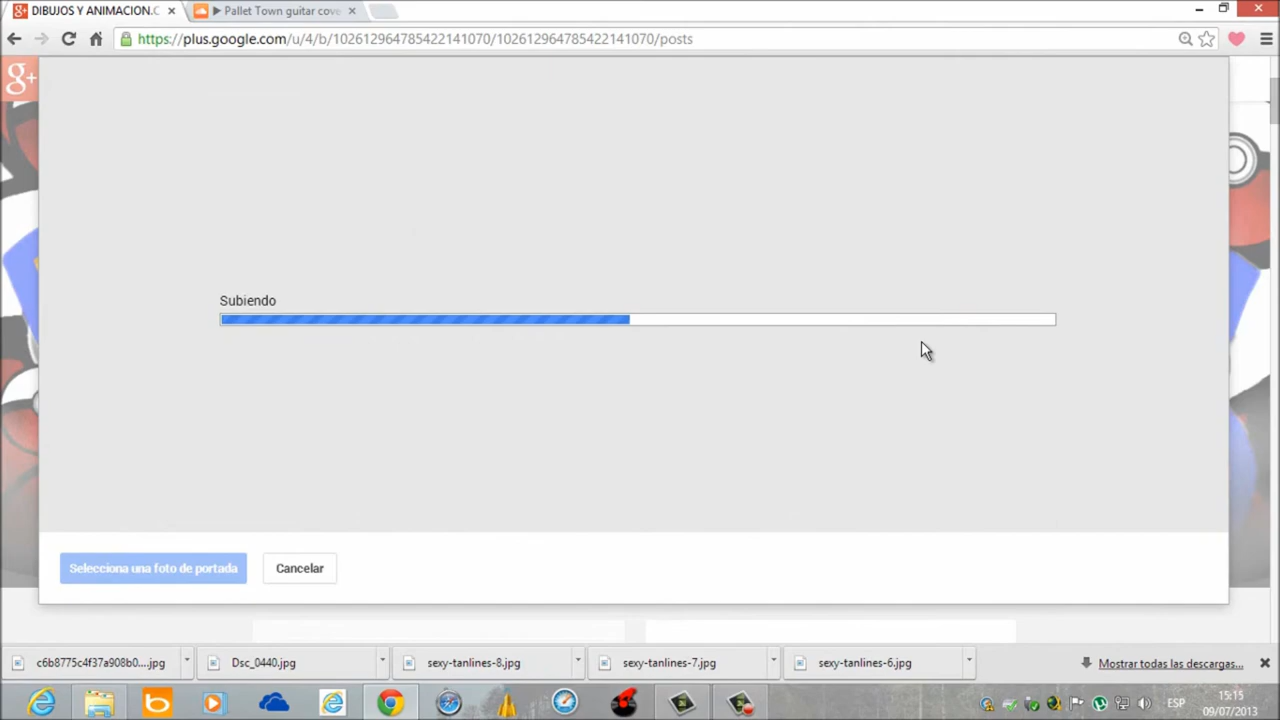 DIBUJOS Y ANIMACION.C
Pallet Town guitar cove
https://plus.google.com/u/4/b/102612964785422141070/102612964785422141070/posts
g+
Subiendo
Selecciona una foto de portada
Cancelar
c6b8775c4f37a908b0....jpg
Dsc_0440.jpg
sexy-tanlines-8.jpg
sexy-tanlines-7.jpg
sexy-tanlines-6.jpg
Mostrar todas las descargas...
ESP
15:15
09/07/2013